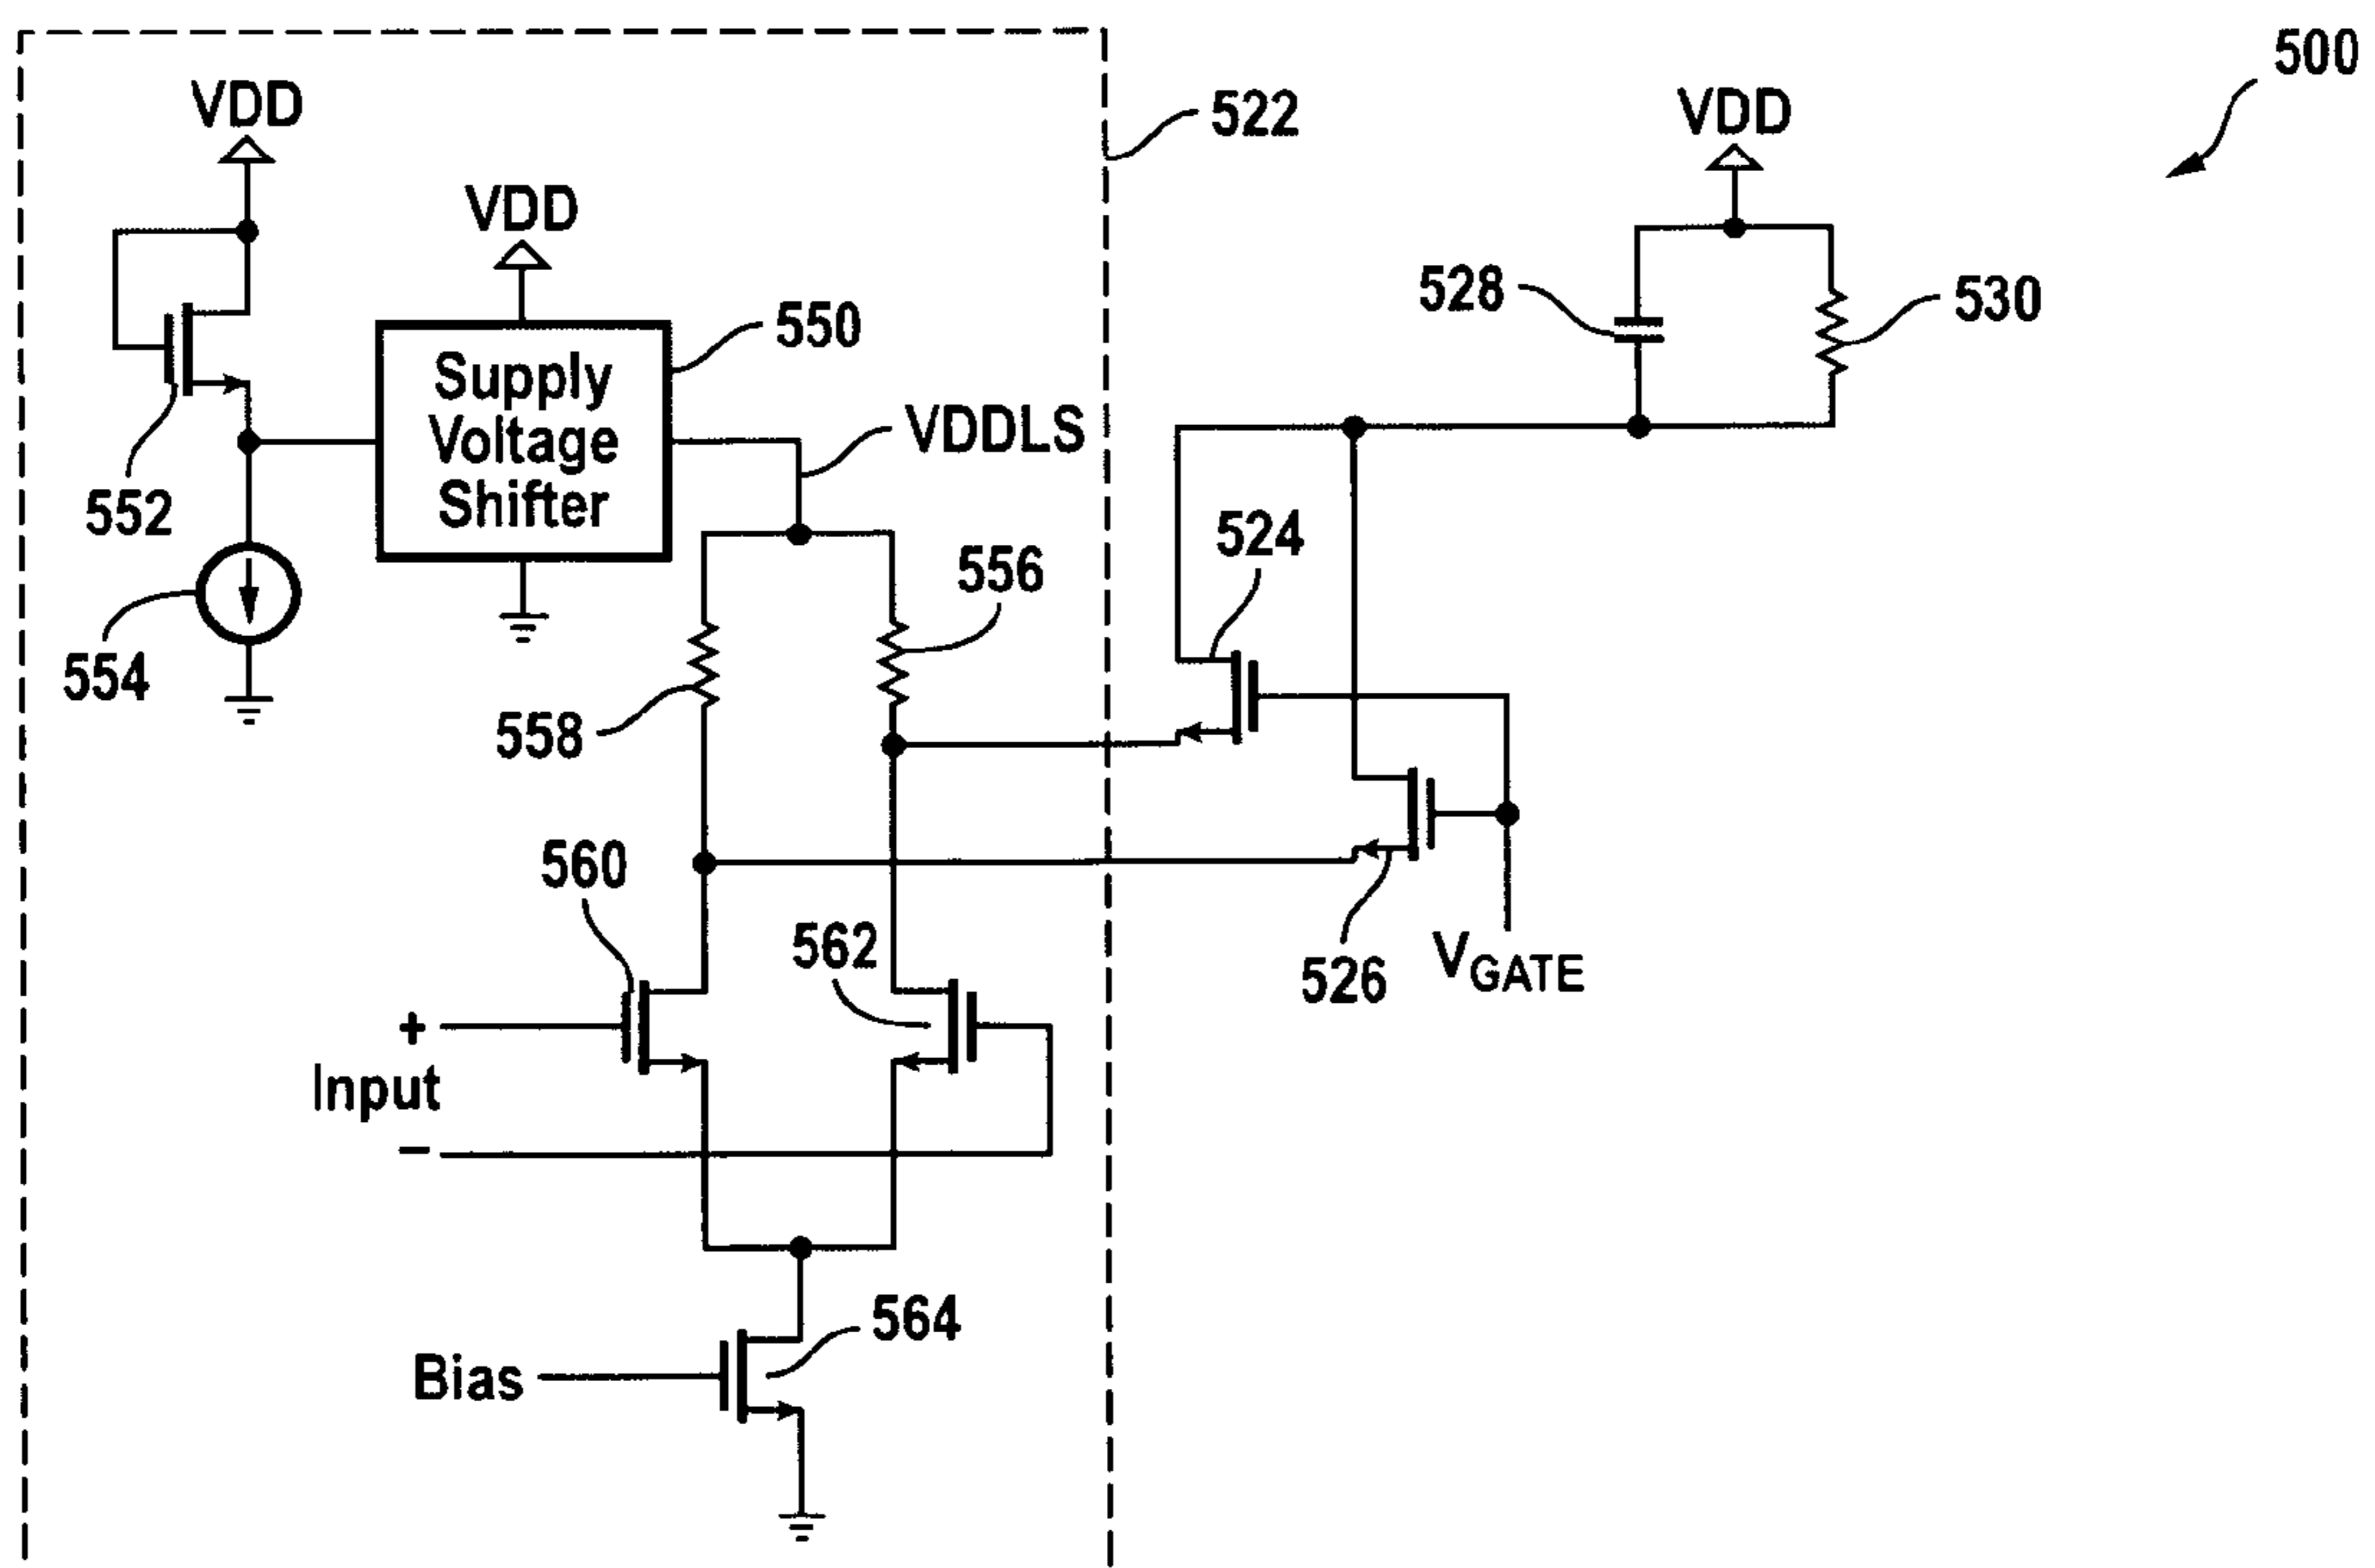 500
VDD
522
VDD
VDD
528
530
550
Supply
Voltage
Shifter
VDDLS
552
524
556
554
558
560
562
526
VGATE
+
Input
−
564
Bias